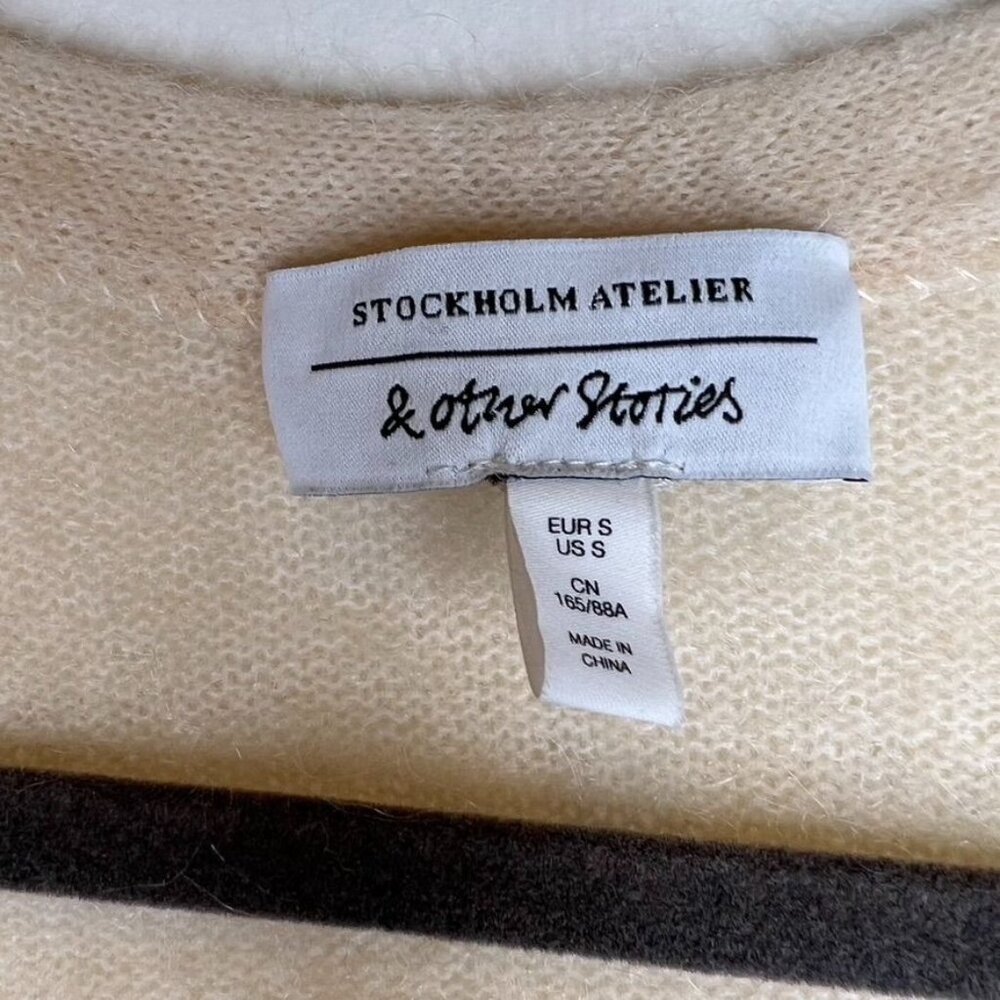 STOCKHOLM ATELIER
& other Stories
EUR S
US S
CN
165/88A
MADE IN
CHINA